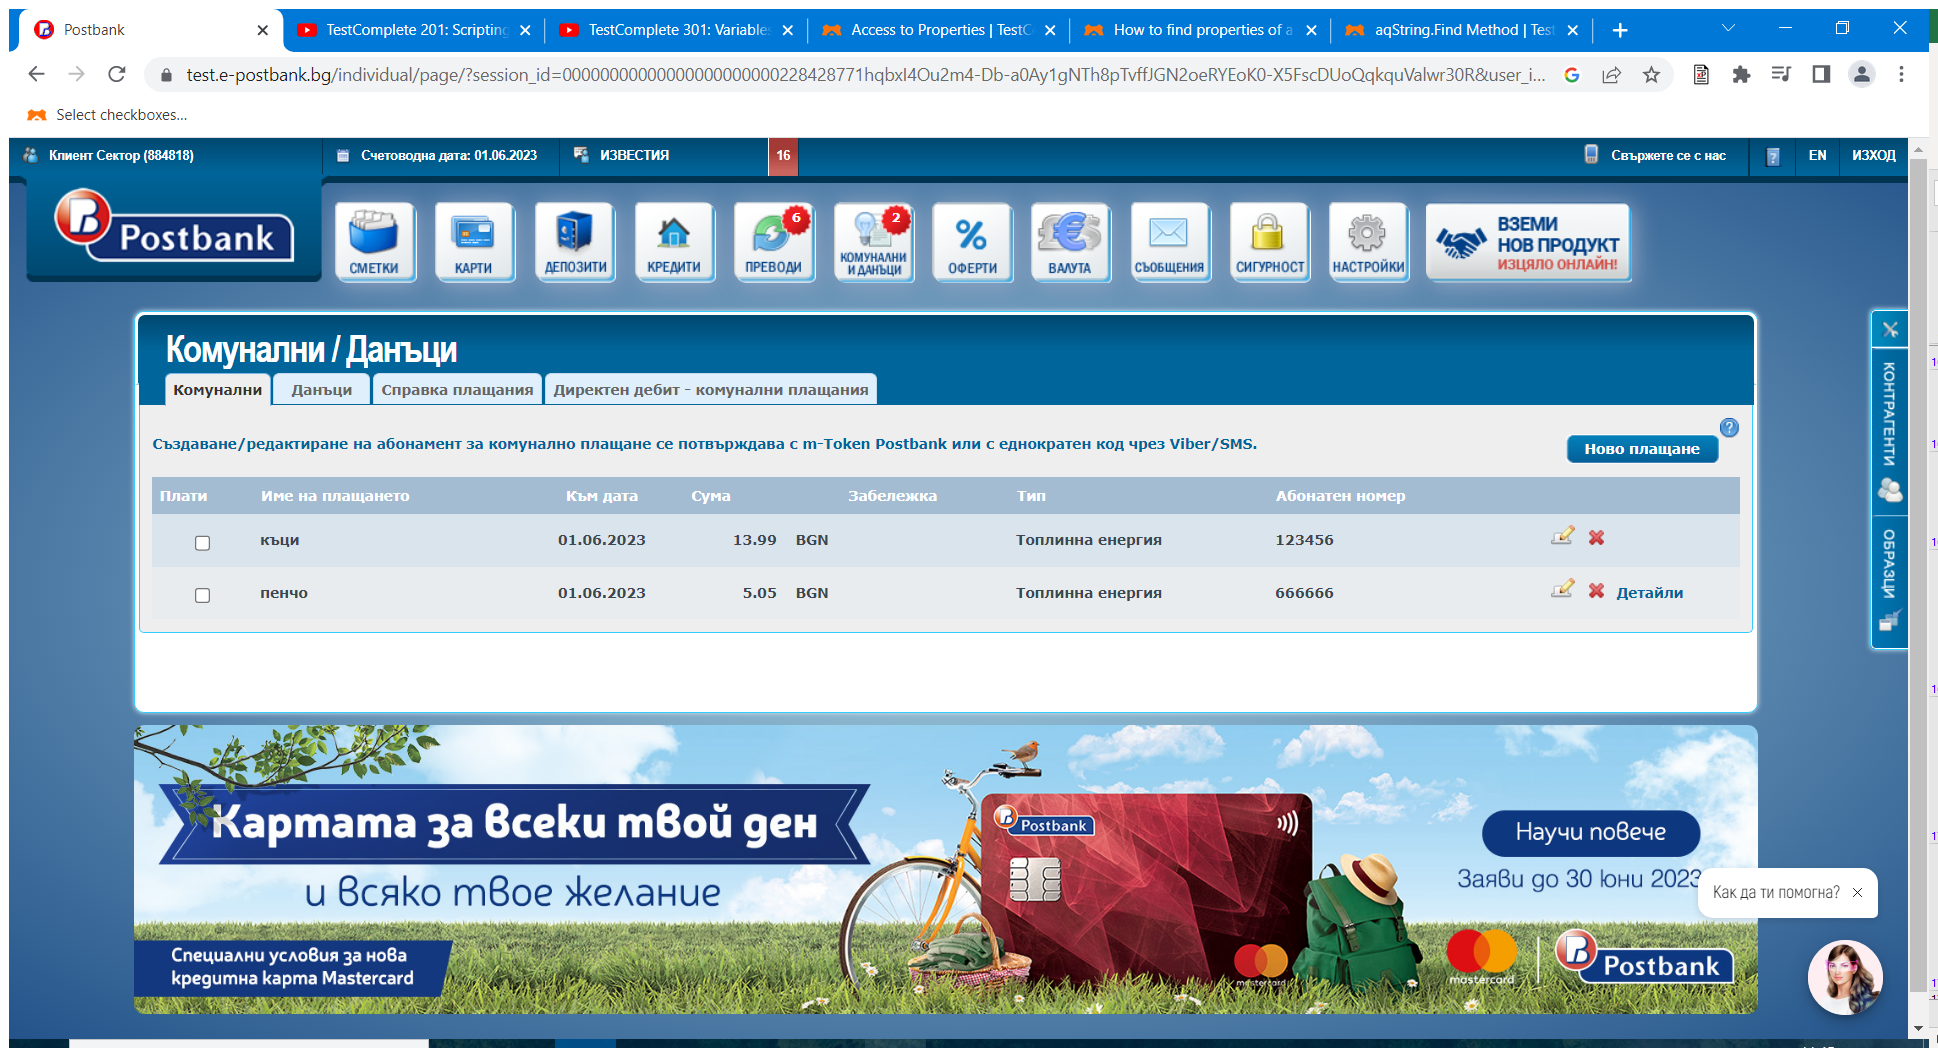 Postbank
TestComplete 201: Scripting
TestComplete 301: Variable
Access to Properties | TestC
How to find properties of a
aqString.Find Method | Test
test.e-postbank.bg/individual/page/?session_id=
Select checkboxes...
Клиент Сектор (884818)
Счетоводна дата: 01.06.2023
ИЗВЕСТИЯ
16
Свържете се с нас
?
EN
ИЗХОД
Postbank
СМЕТКИ
КАРТИ
ДЕПОЗИТИ
КРЕДИТИ
6
ПРЕВОДИ
2
КОМУНАЛНИ
И ДАНЪЦИ
ОФЕРТИ
ВАЛУТА
СЪОБЩЕНИЯ
СИГУРНОСТ
НАСТРОЙКИ
ВЗЕМИ
НОВ ПРОДУКТ
ИЗЦЯЛО ОНЛАЙН!
Комунални / Данъци
Комунални
Данъци
Справка плащания
Директен дебит - комунални плащания
Създаване/редактиране на абонамент за комунално плащане се потвърждава с m-Token Postbank или с еднократен код чрез Viber/SMS.
?
Ново плащане
Плати Име на плащането Към дата Сума Забележка Тип Абонатен номер
къци 01.06.2023 13.99 BGN Топлинна енергия 123456
пенчо 01.06.2023 5.05 BGN Топлинна енергия 666666 Детайли
КОНТРАГЕНТИ
ОБРАЗЦИ
Картата за всеки твой ден
и всяко твое желание
Специални условия за нова
кредитна карта Mastercard
Postbank
mastercard
Научи повече
Заяви до 30 юни 2023
mastercard
Postbank
Как да ти помогна?